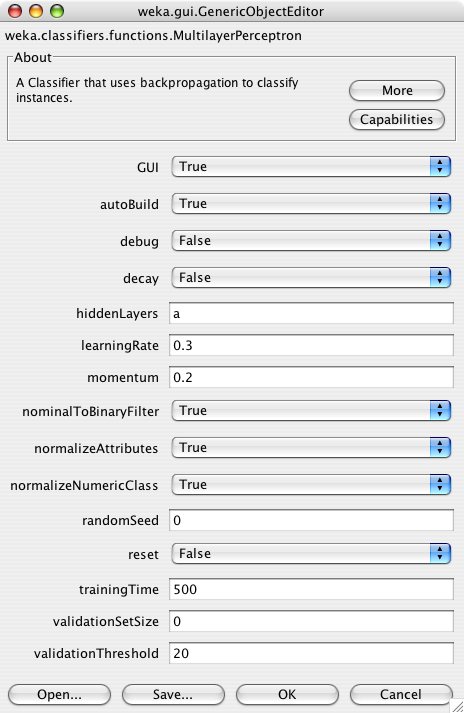 weka.gui.GenericObjectEditor
weka.classifiers.functions.MultilayerPerceptron
About
A Classifier that uses backpropagation to classify
instances.
More
Capabilities
GUI True
autoBuild True
debug False
decay False
hiddenLayers a
learningRate 0.3
momentum 0.2
nominalToBinaryFilter True
normalizeAttributes True
normalizeNumericClass True
randomSeed 0
reset False
trainingTime 500
validationSetSize 0
validationThreshold 20
Open... Save... OK Cancel